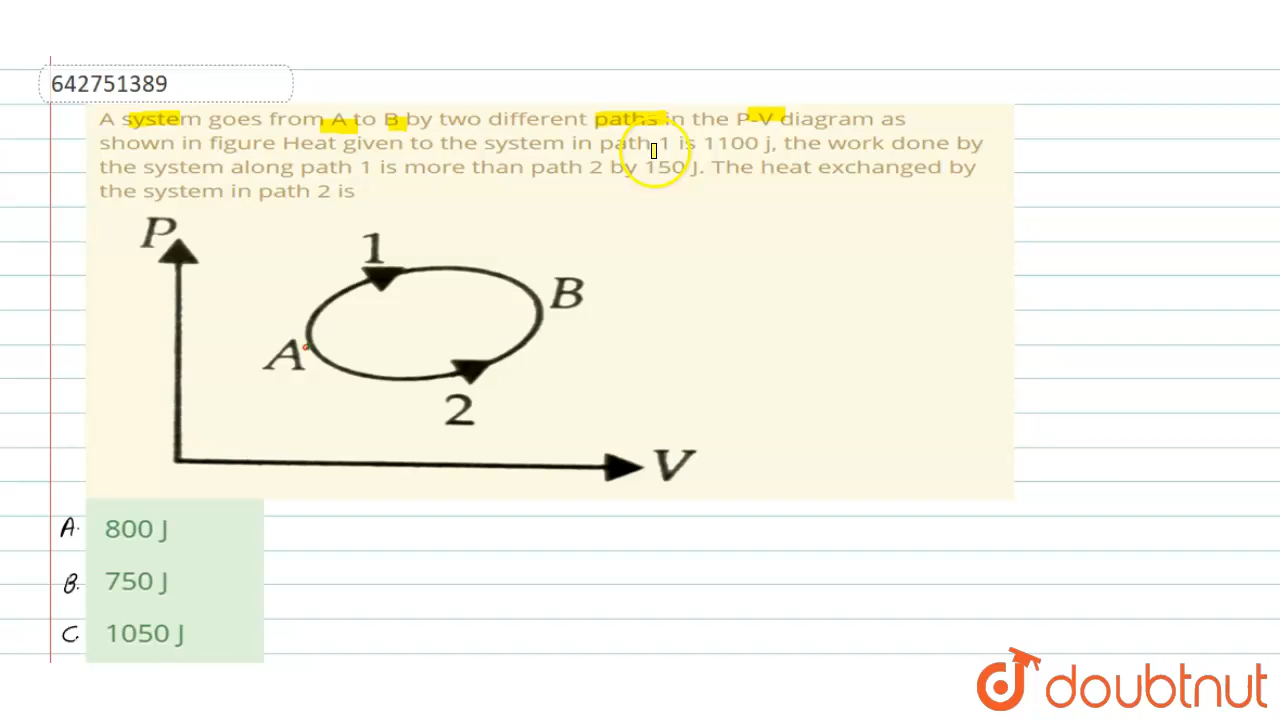 642751389
A system goes from A to B by two different paths in the P-V diagram as
shown in figure Heat given to the system in path 1 is 1100 j, the work done by
the system along path 1 is more than path 2 by 150 J. The heat exchanged by
the system in path 2 is
P
1
B
A
2
V
A. 800 J
B. 750 J
C. 1050 J
doubtnut